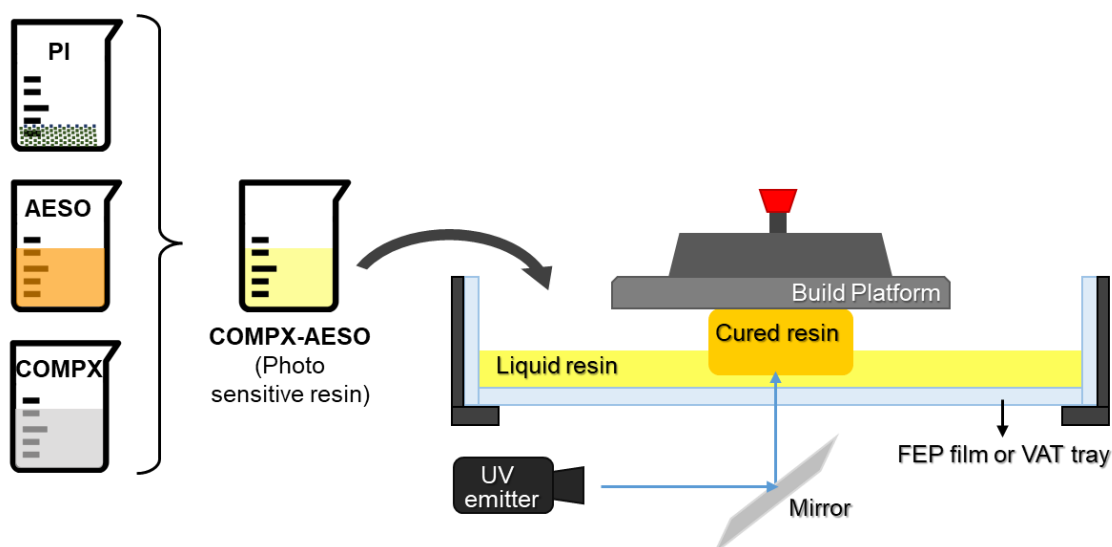 PI
AESO
COMPX
COMPX-AESO
(Photo
sensitive resin)
Build Platform
Cured resin
Liquid resin
FEP film or VAT tray
UV
emitter
Mirror